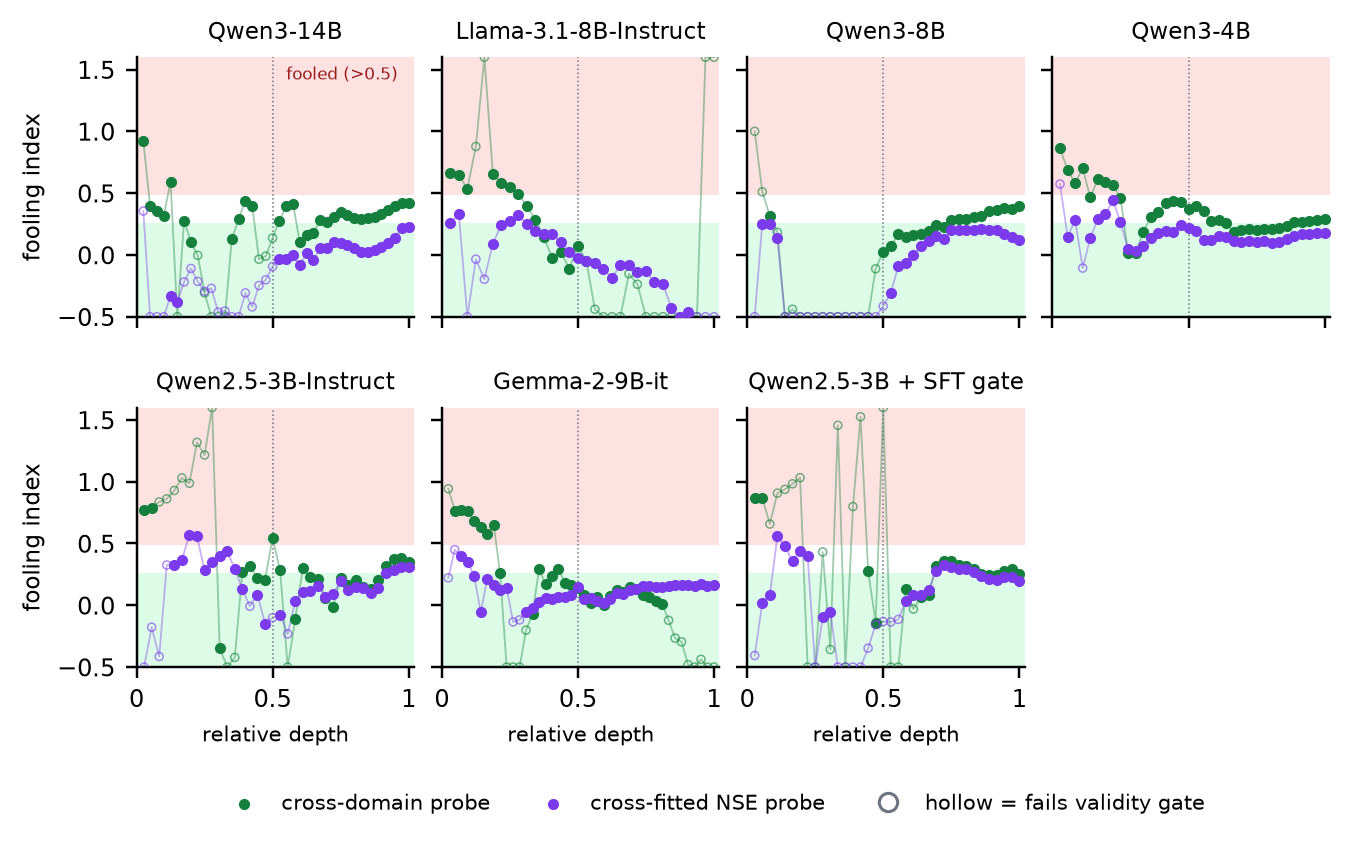 Qwen3-14B
Llama-3.1-8B-Instruct
Qwen3-8B
Qwen3-4B
fooling index
1.5
1.0
0.5
0.0
−0.5
fooled (>0.5)
Qwen2.5-3B-Instruct
Gemma-2-9B-it
Qwen2.5-3B + SFT gate
fooling index
1.5
1.0
0.5
0.0
−0.5
0 0.5 1
0 0.5 1
0 0.5 1
relative depth
relative depth
relative depth
cross-domain probe
cross-fitted NSE probe
hollow = fails validity gate